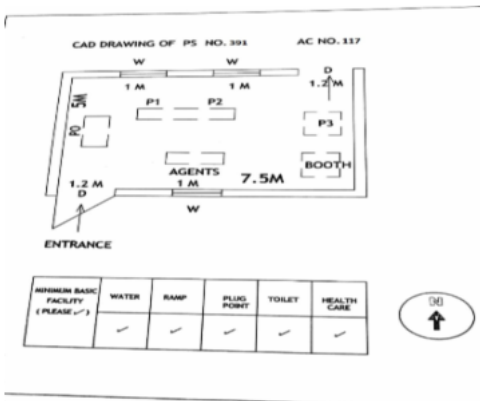 CAD DRAWING OF PS NO. 391 AC NO. 117
W W D
1 M 1 M 1.2 M
5M
P1 P2
PO P3
AGENTS BOOTH
1.2 M 1 M 7.5M
D
W
ENTRANCE
MINIMUM BASIC FACILITY (PLEASE ✓) WATER RAMP PLUG POINT TOILET HEALTH CARE
✓ ✓ ✓ ✓ ✓
N